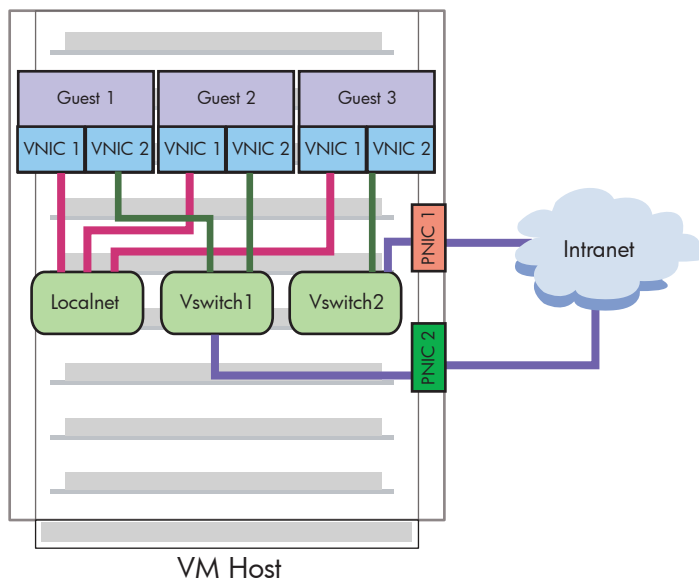 Guest 1
Guest 2
Guest 3
VNIC 1
VNIC 2
VNIC 1
VNIC 2
VNIC 1
VNIC 2
PNIC 1
Intranet
Localnet
Vswitch1
Vswitch2
PNIC 2
VM Host